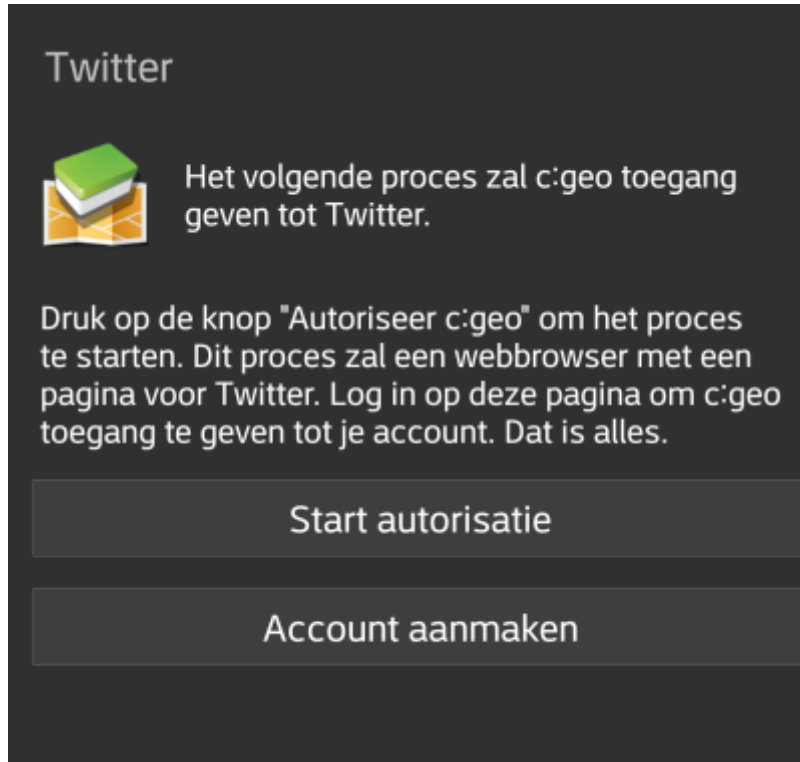 Twitter
Het volgende proces zal c:geo toegang
geven tot Twitter.
Druk op de knop "Autoriseer c:geo" om het proces
te starten. Dit proces zal een webbrowser met een
pagina voor Twitter. Log in op deze pagina om c:geo
toegang te geven tot je account. Dat is alles.
Start autorisatie
Account aanmaken